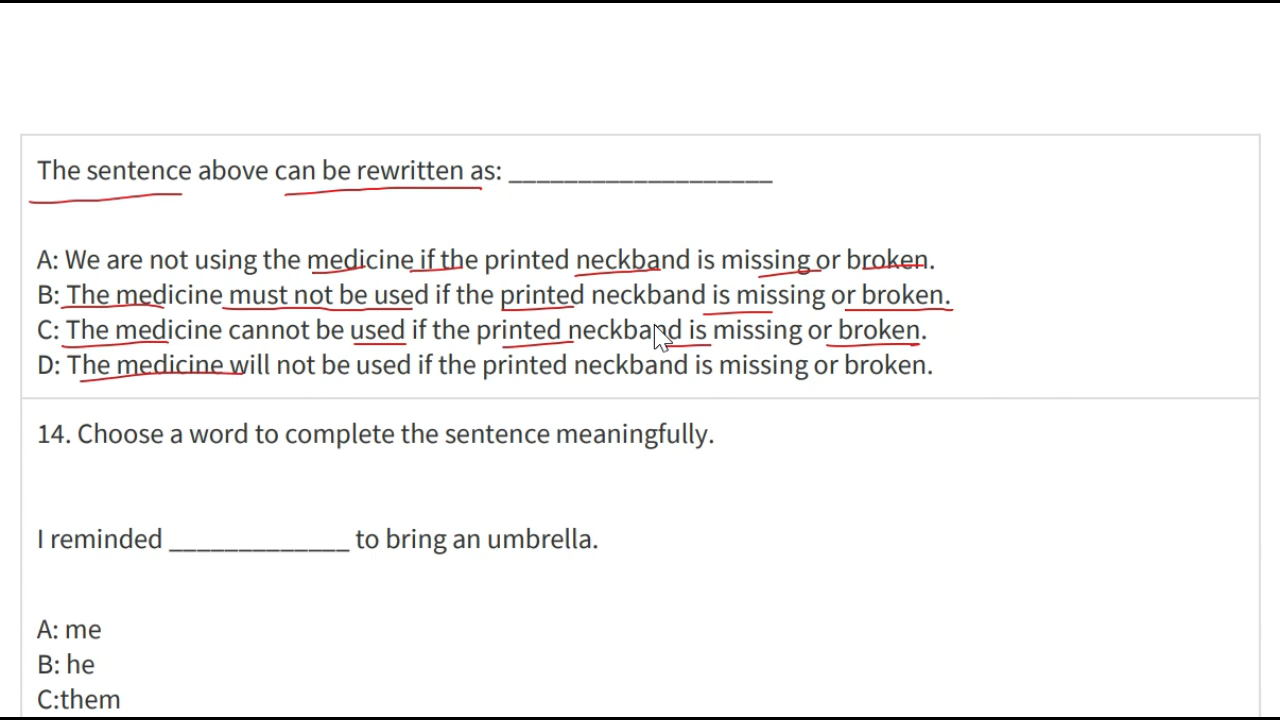 The sentence above can be rewritten as: ___________________
A: We are not using the medicine if the printed neckband is missing or broken.
B: The medicine must not be used if the printed neckband is missing or broken.
C: The medicine cannot be used if the printed neckband is missing or broken.
D: The medicine will not be used if the printed neckband is missing or broken.
14. Choose a word to complete the sentence meaningfully.
I reminded _____________ to bring an umbrella.
A: me
B: he
C:them